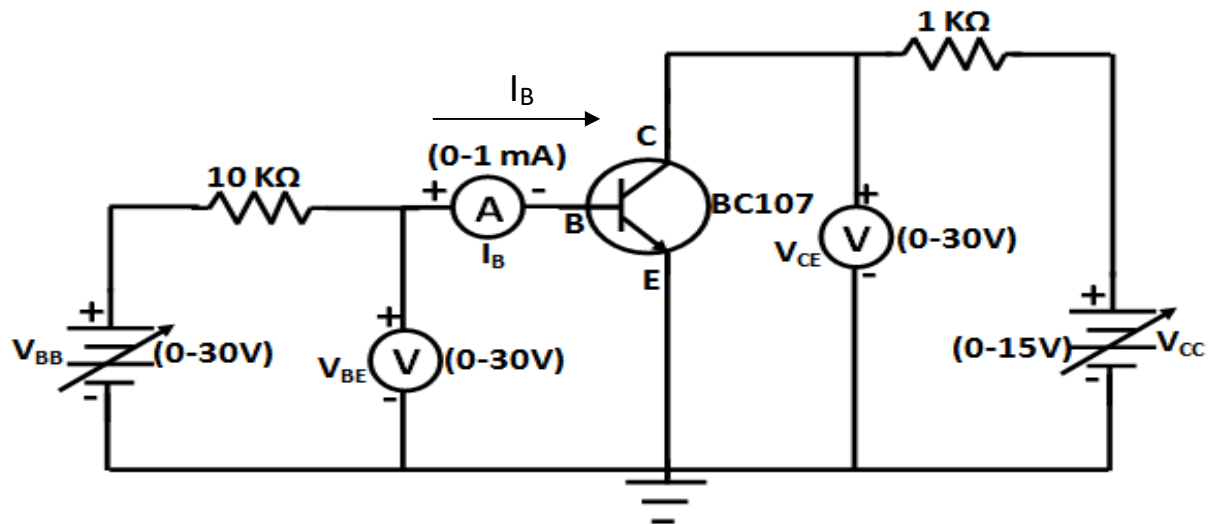 1 KΩ
I_B
C
(0-1 mA)
10 KΩ
+ A -
B
BC107
I_B
E
+
V_CE V (0-30V)
-
+
V_BB (0-30V)
-
+
V_BE V (0-30V)
-
+
(0-15V) V_CC
-